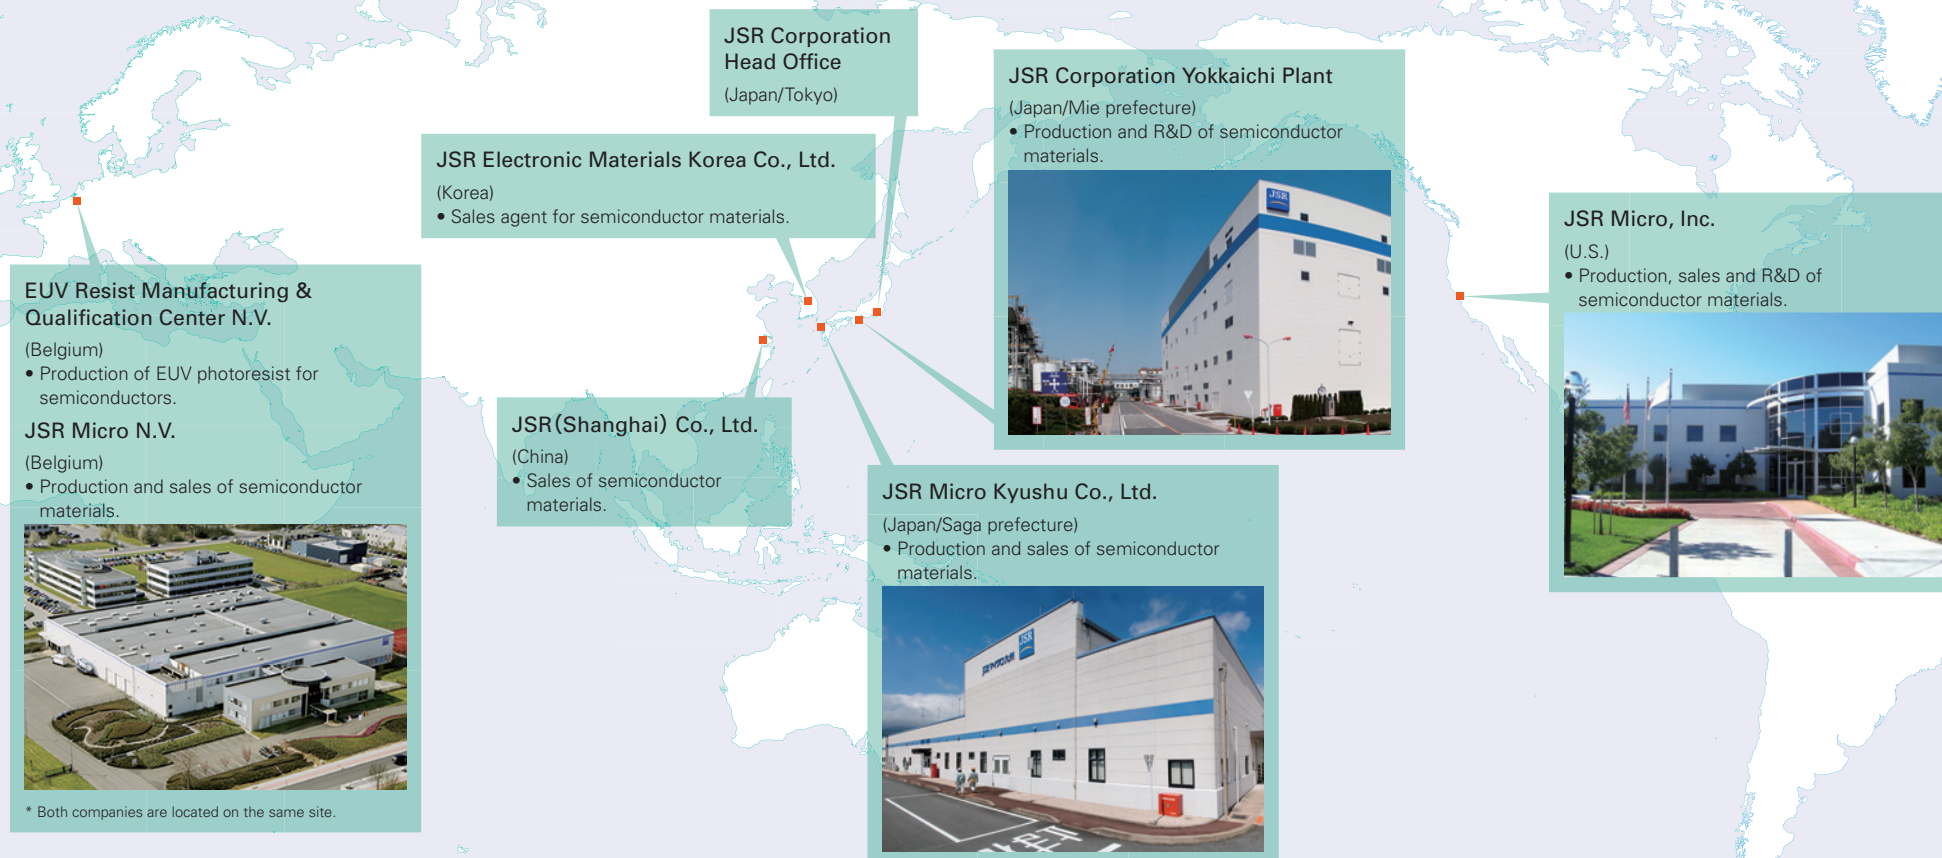 JSR Corporation
Head Office
(Japan/Tokyo)
JSR Corporation Yokkaichi Plant
(Japan/Mie prefecture)
• Production and R&D of semiconductor
materials.
JSR
JSR Electronic Materials Korea Co., Ltd.
(Korea)
• Sales agent for semiconductor materials.
JSR Micro, Inc.
(U.S.)
• Production, sales and R&D of
semiconductor materials.
EUV Resist Manufacturing &
Qualification Center N.V.
(Belgium)
• Production of EUV photoresist for
semiconductors.
JSR Micro N.V.
(Belgium)
• Production and sales of semiconductor
materials.
* Both companies are located on the same site.
JSR(Shanghai) Co., Ltd.
(China)
• Sales of semiconductor
materials.
JSR Micro Kyushu Co., Ltd.
(Japan/Saga prefecture)
• Production and sales of semiconductor
materials.
JSR